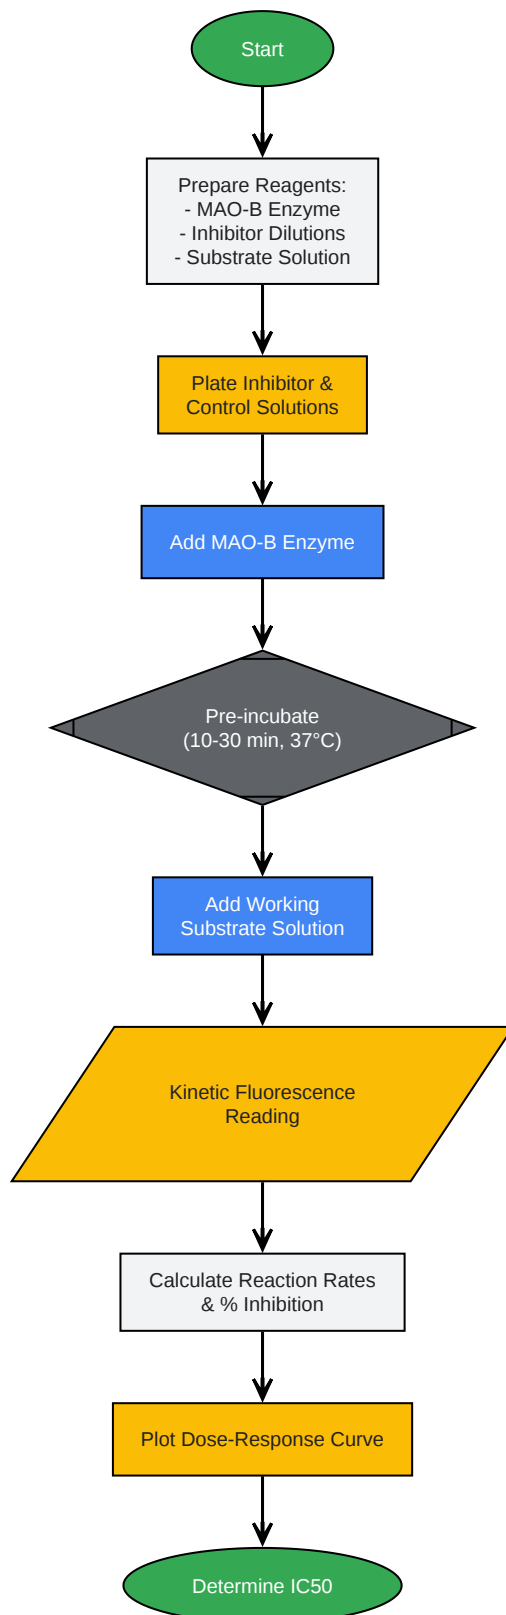 Start
Prepare Reagents:
- MAO-B Enzyme
- Inhibitor Dilutions
- Substrate Solution
Plate Inhibitor &
Control Solutions
Add MAO-B Enzyme
Pre-incubate
(10-30 min, 37°C)
Add Working
Substrate Solution
Kinetic Fluorescence
Reading
Calculate Reaction Rates
& % Inhibition
Plot Dose-Response Curve
Determine IC50